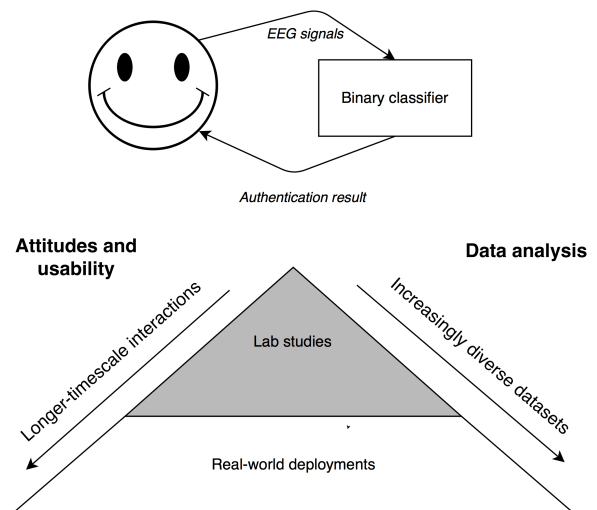 EEG signals
Binary classifier
Authentication result
Attitudes and
usability
Data analysis
Longer-timescale interactions
Increasingly diverse datasets
Lab studies
Real-world deployments